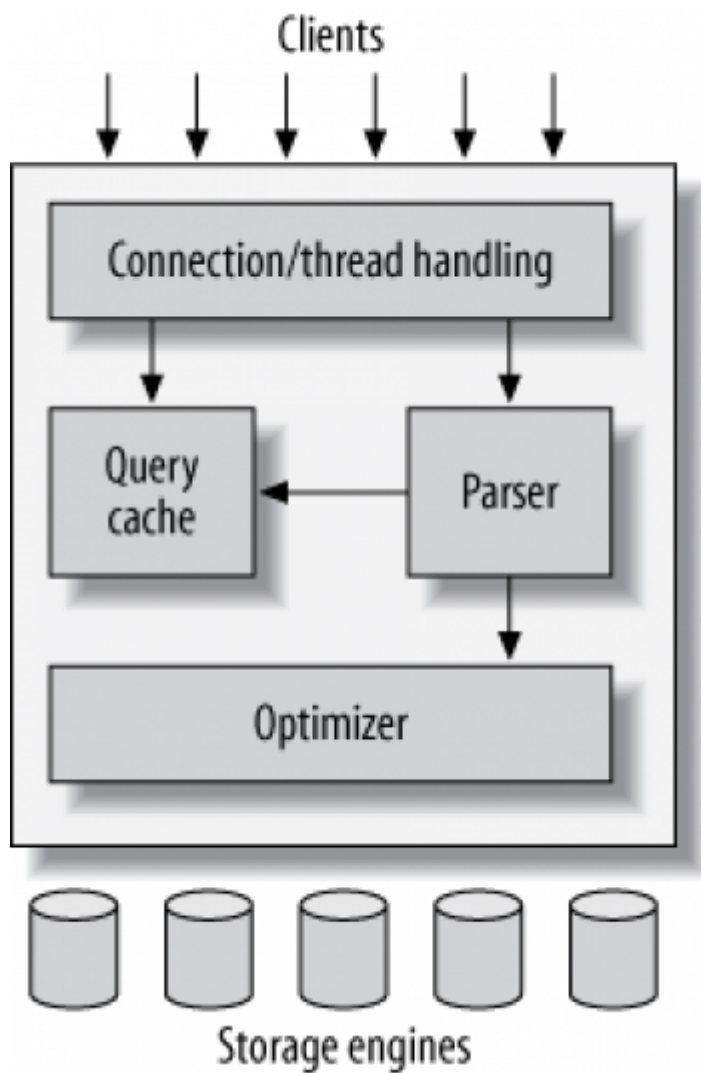 Clients
Connection/thread handling
Query
cache
Parser
Optimizer
Storage engines